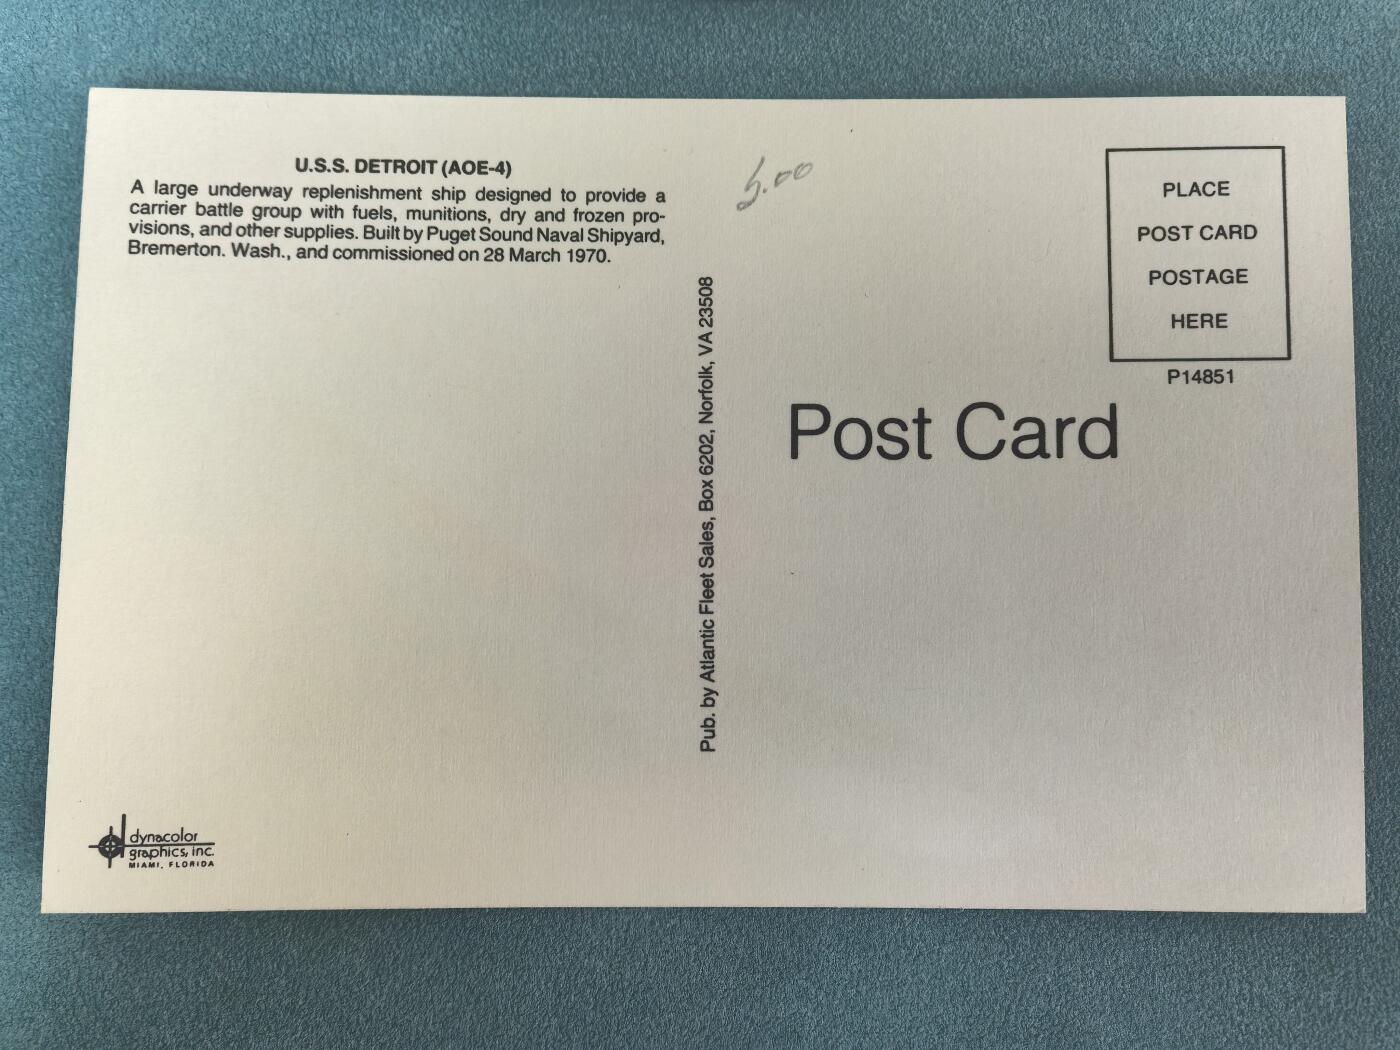 U.S.S. DETROIT (AOE-4)
A large underway replenishment ship designed to provide a
carrier battle group with fuels, munitions, dry and frozen pro-
visions, and other supplies. Built by Puget Sound Naval Shipyard,
Bremerton. Wash., and commissioned on 28 March 1970.
5.00
PLACE
POST CARD
POSTAGE
HERE
P14851
Post Card
Pub. by Atlantic Fleet Sales, Box 6202, Norfolk, VA 23508
dynacolor
graphics, inc.
MIAMI, FLORIDA